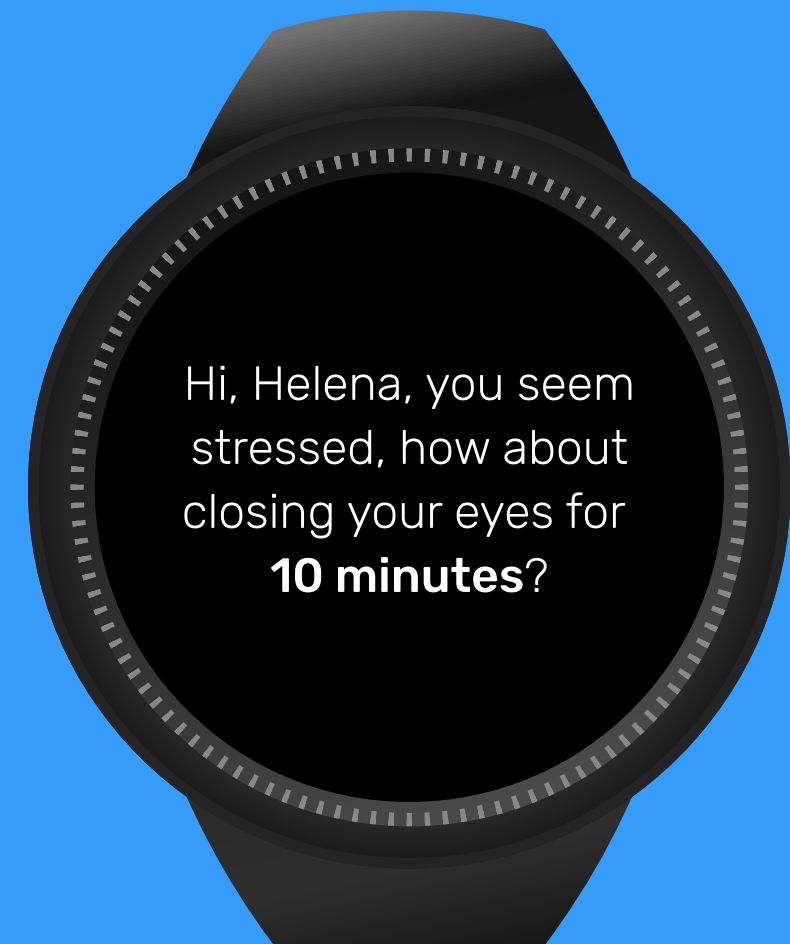 Hi, Helena, you seem
stressed, how about
closing your eyes for
10 minutes?